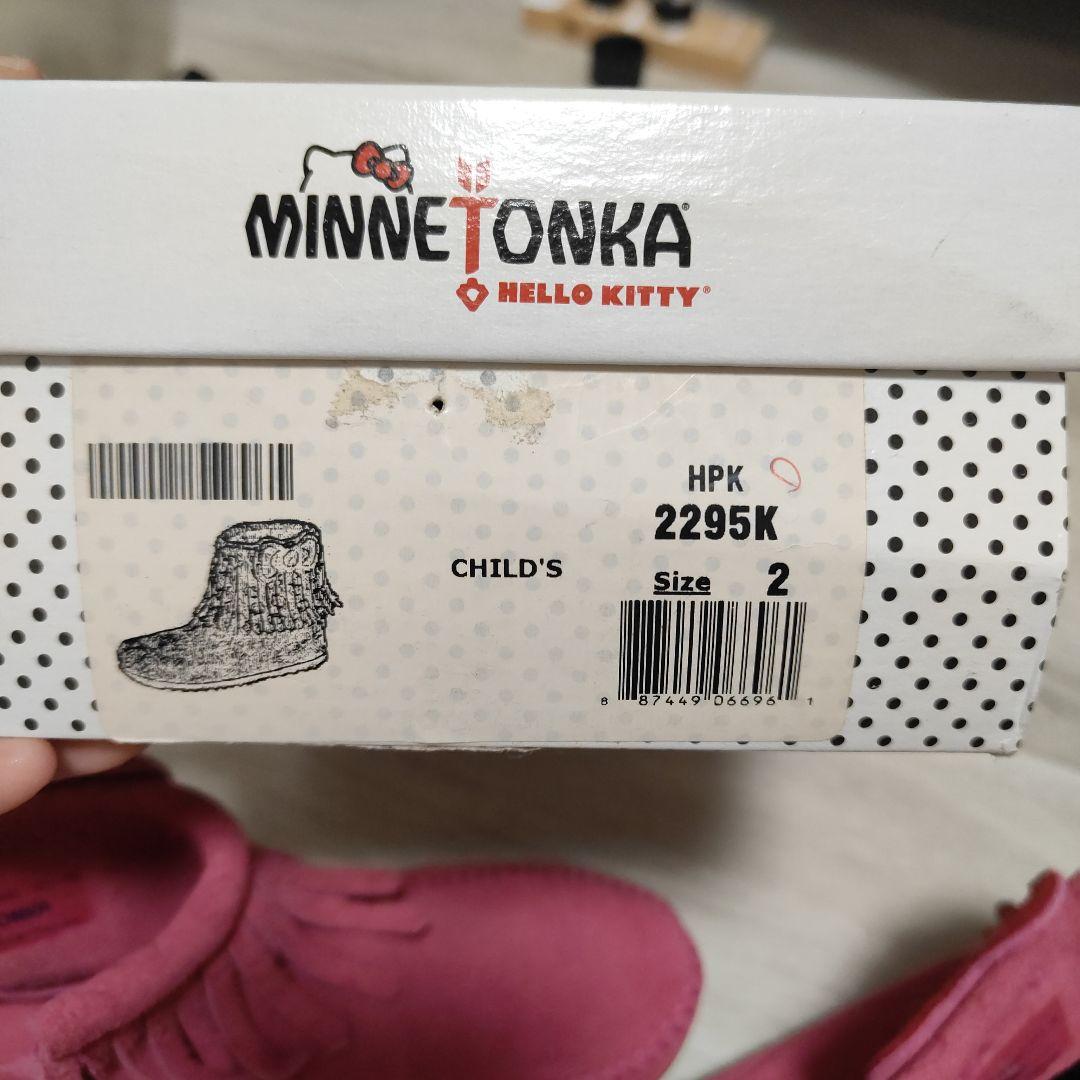 MINNETONKA®
HELLO KITTY®
HPK
2295K
CHILD'S
Size 2
8 87449 06696 1